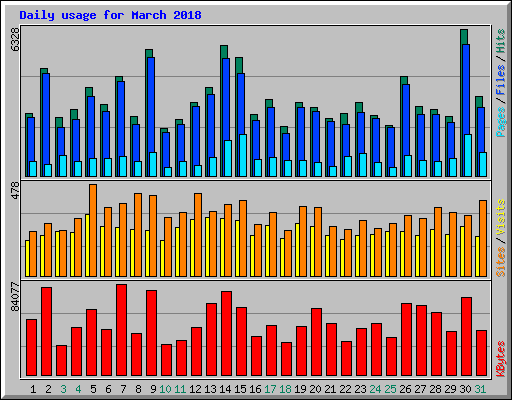 Daily usage for March 2018
6328
Pages / Files / Hits
478
Sites / Visits
84077
KBytes
1 2 3 4 5 6 7 8 9 10 11 12 13 14 15 16 17 18 19 20 21 22 23 24 25 26 27 28 29 30 31